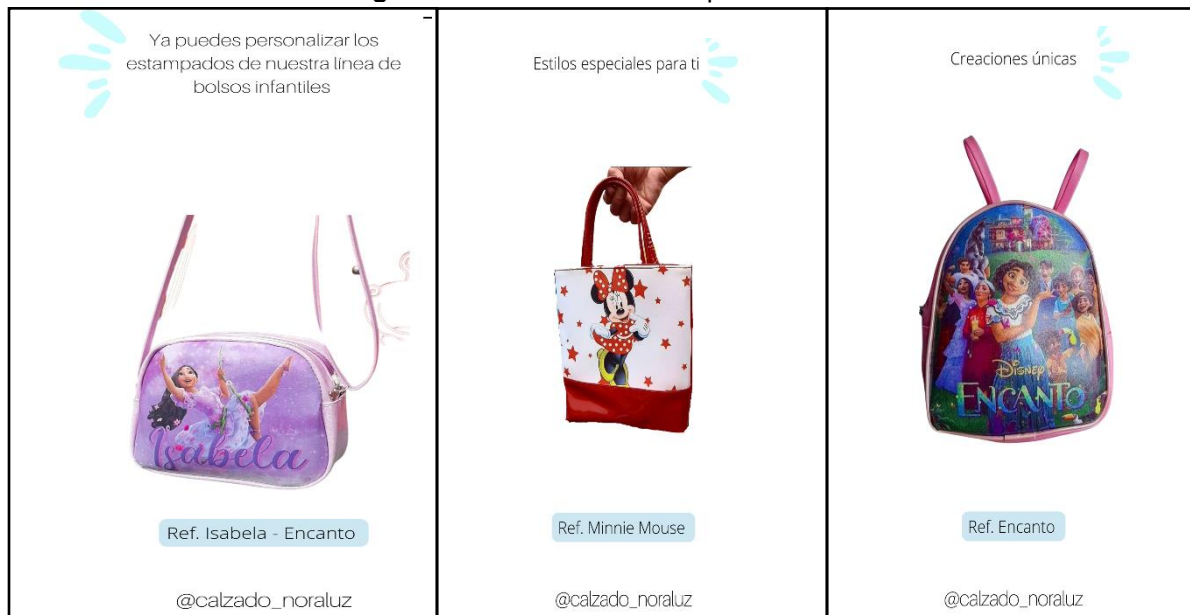 Ya puedes personalizar los
estampados de nuestra línea de
bolsos infantiles
Isabela
Ref. Isabela - Encanto
@calzado_noraluz
Estilos especiales para ti
Ref. Minnie Mouse
@calzado_noraluz
Creaciones únicas
Disney
ENCANTO
Ref. Encanto
@calzado_noraluz